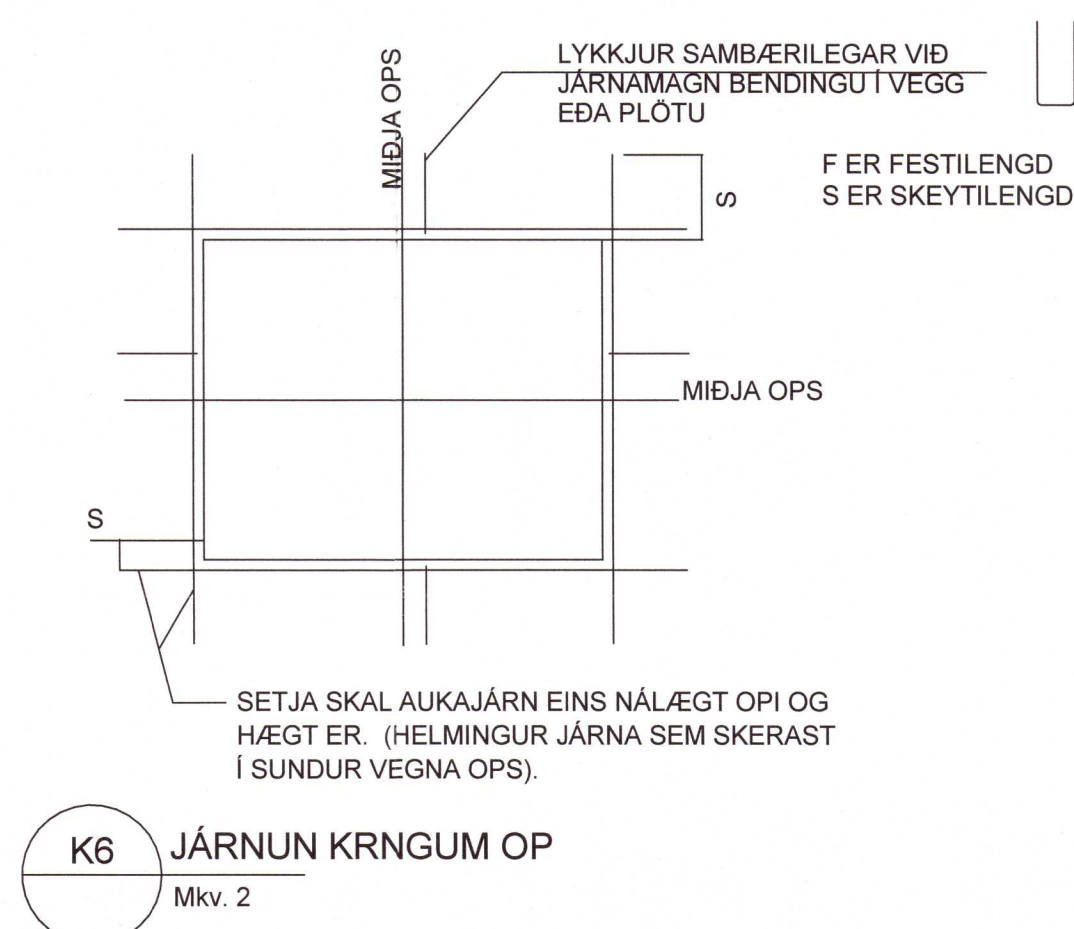 LYKKJUR SAMBÆRILEGAR VIÐ
JÁRNAMAGN BENDINGU Í VEGG
EÐA PLÖTU
MIÐJA OPS
F ER FESTILENGD
S ER SKEYTILENGD
S
MIÐJA OPS
S
SETJA SKAL AUKAJÁRN EINS NÁLÆGT OPI OG
HÆGT ER. (HELMINGUR JÁRNA SEM SKERAST
Í SUNDUR VEGNA OPS).
K6 JÁRNUN KRNGUM OP
Mkv. 2